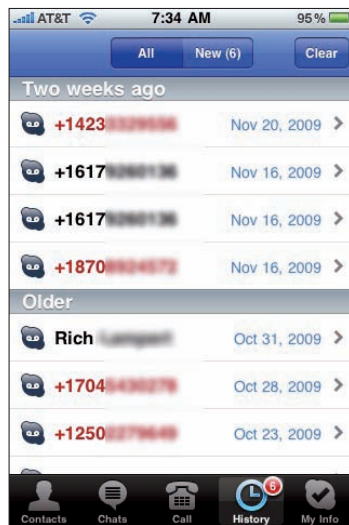 AT&T 7:34 AM 95%
All New (6) Clear
Two weeks ago
+1423 Nov 20, 2009
+1617 Nov 16, 2009
+1617 Nov 16, 2009
+1870 Nov 16, 2009
Older
Rich Oct 31, 2009
+1704 Oct 28, 2009
+1250 Oct 23, 2009
6
Contacts Chats Call History My Info